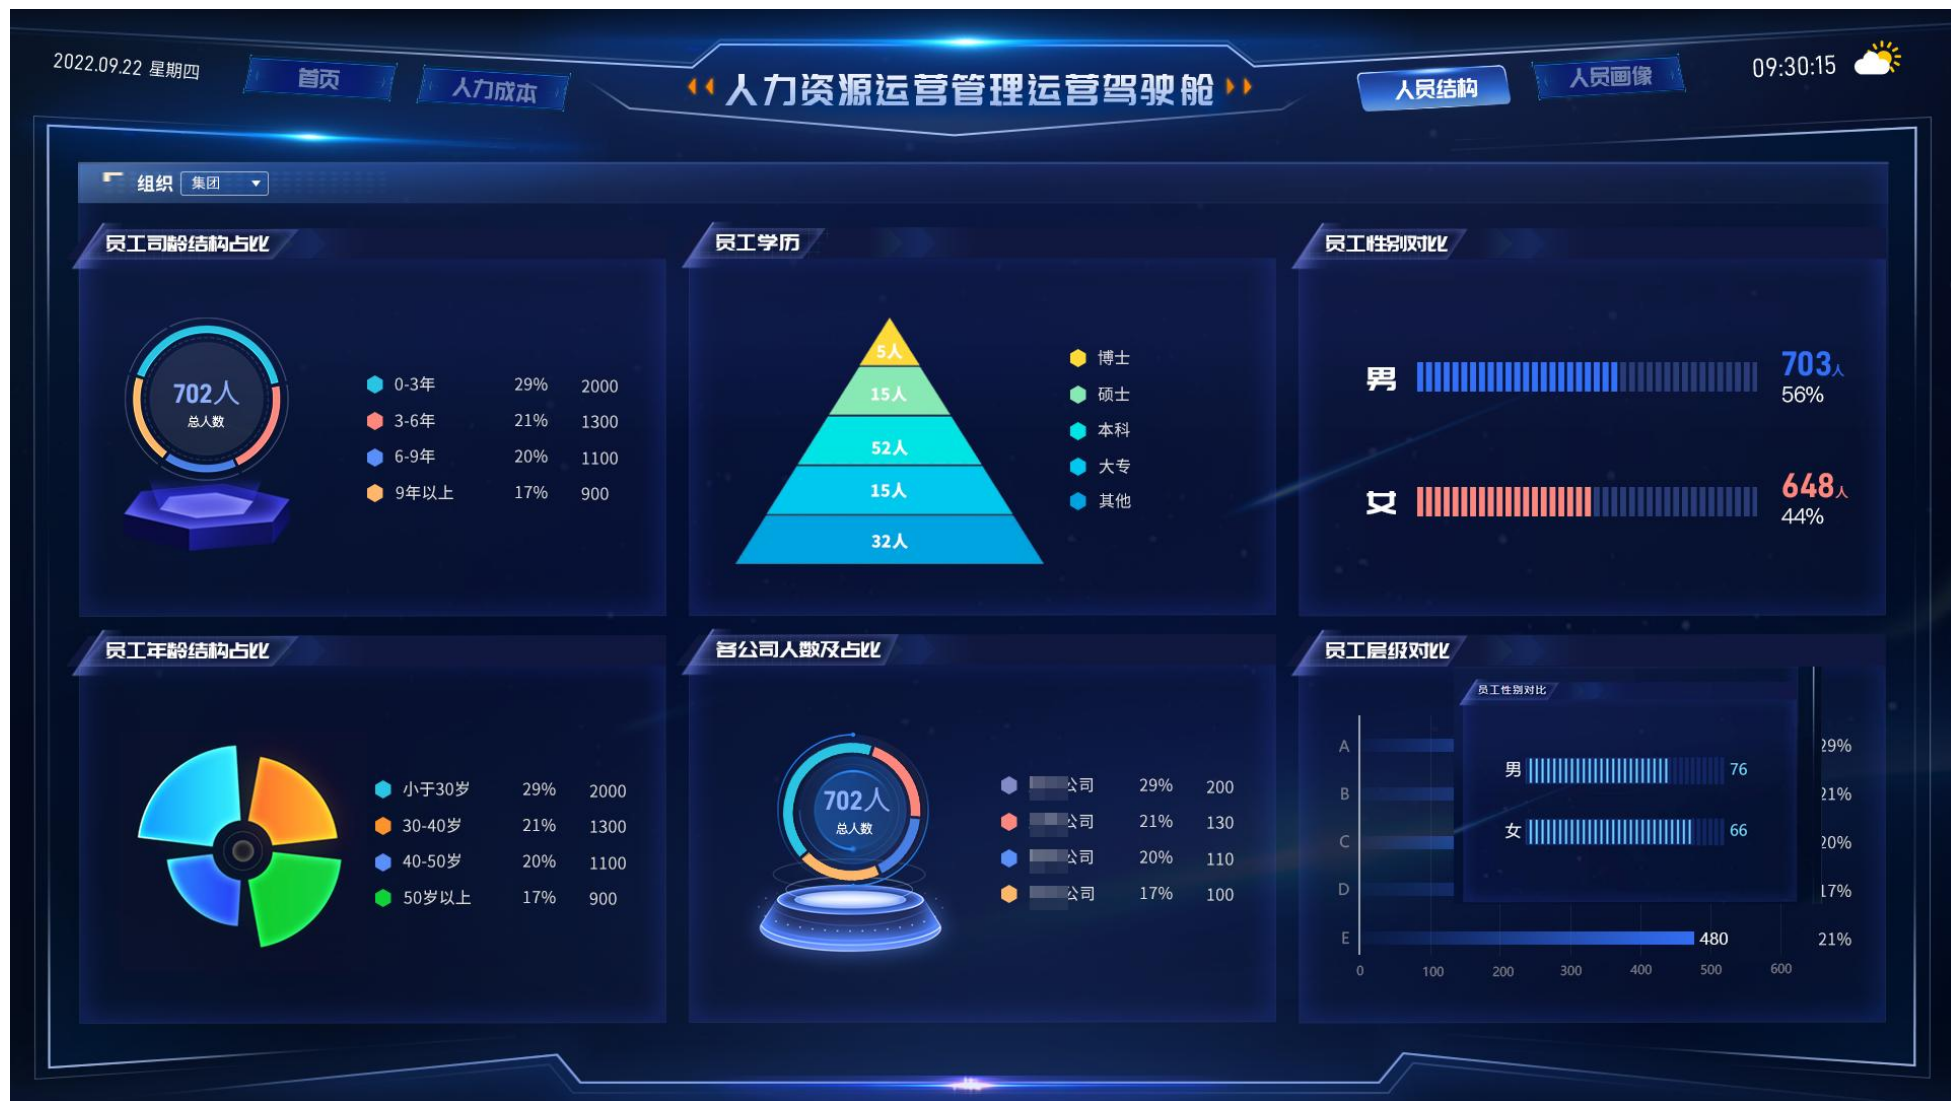 2022.09.22 星期四
首页
人力成本
人力资源运营管理运营驾驶舱
人员结构
人员画像
09:30:15
组织 集团
员工司龄结构占比
702人
总人数
0-3年 29% 2000
3-6年 21% 1300
6-9年 20% 1100
9年以上 17% 900
员工学历
5人
15人
52人
15人
32人
博士
硕士
本科
大专
其他
员工性别对比
男 703人
56%
女 648人
44%
员工年龄结构占比
小于30岁 29% 2000
30-40岁 21% 1300
40-50岁 20% 1100
50岁以上 17% 900
各公司人数及占比
702人
总人数
公司 29% 200
公司 21% 130
公司 20% 110
公司 17% 100
员工层级对比
员工性别对比
男 76
女 66
A 29%
B 21%
C 20%
D 17%
E 480 21%
0 100 200 300 400 500 600